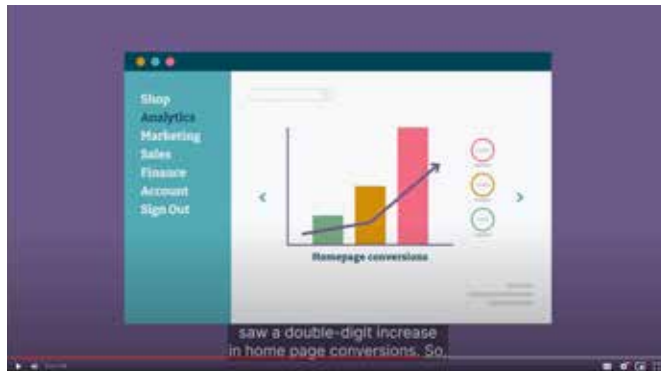 Shop
Analytics
Marketing
Sales
Finance
Account
Sign Out
Homepage conversions
saw a double-digit increase
in home page conversions. So,